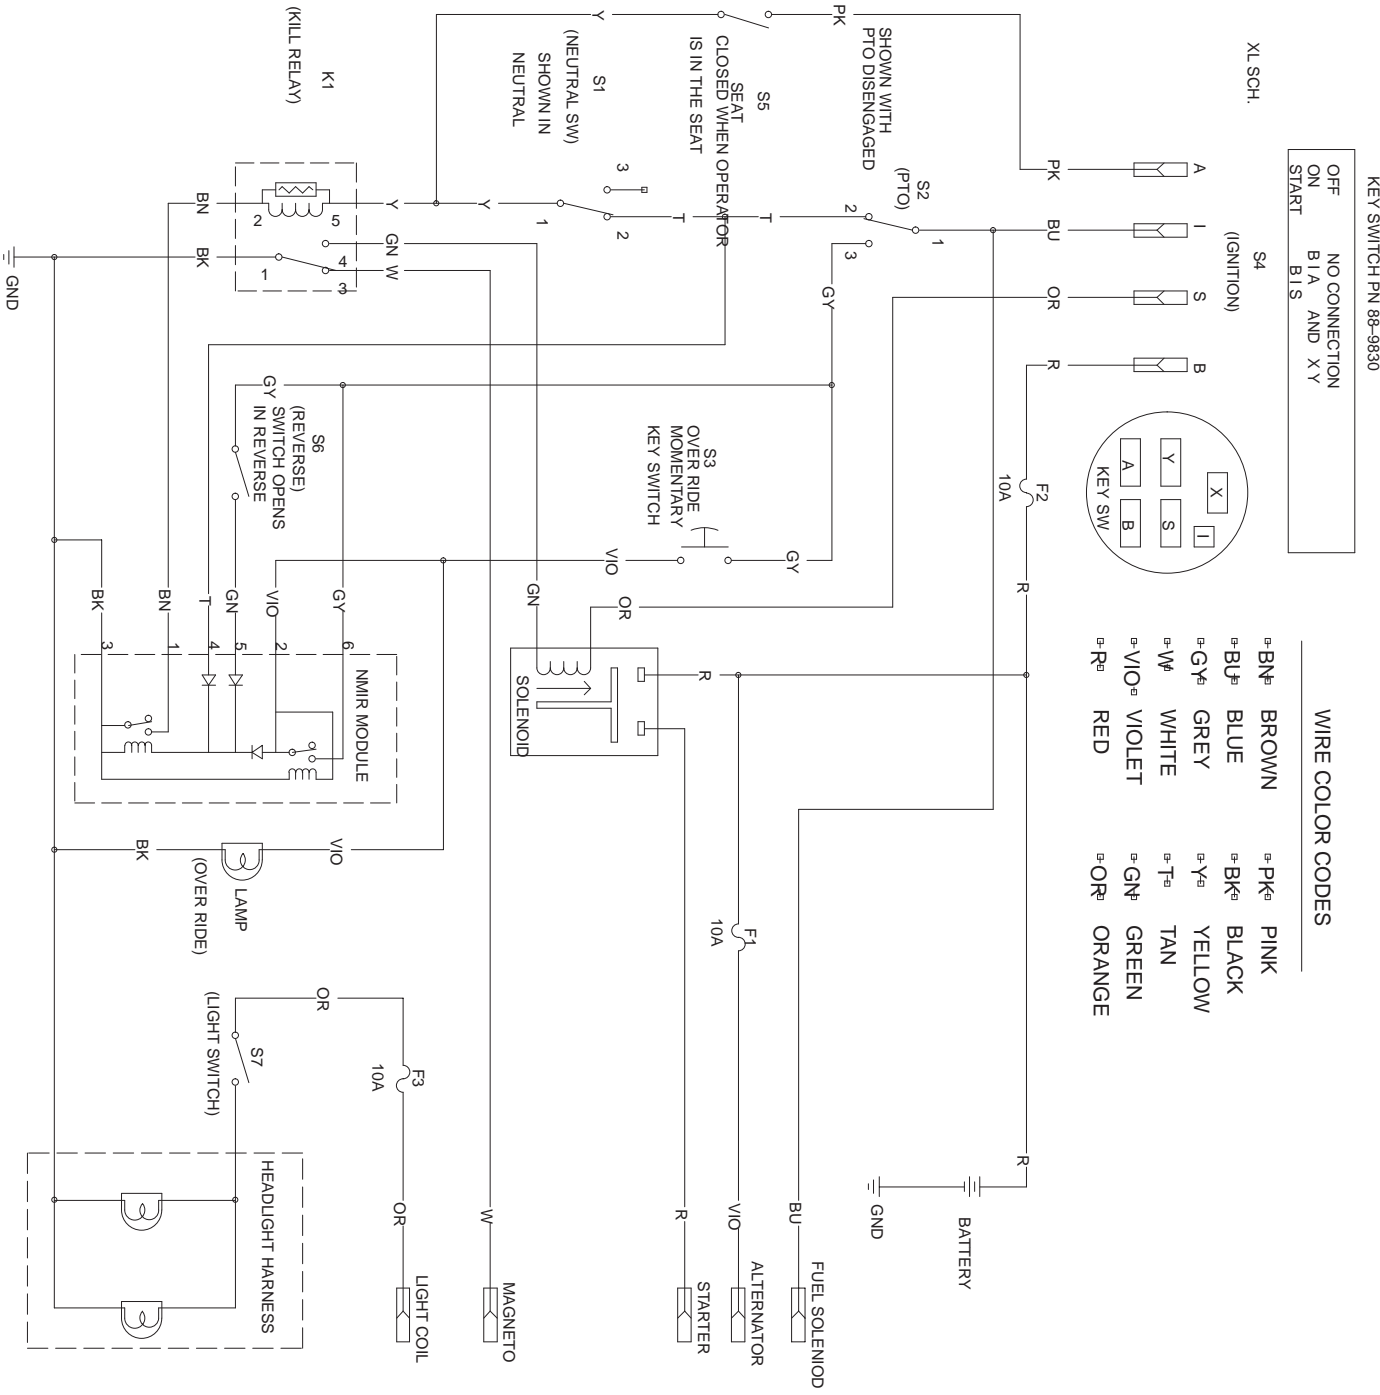 KEY SWITCH PN 88–9830
OFF NO CONNECTION
ON B I A AND X Y
START B I S
XL SCH.
S4
(IGNITION)
A
I
S
B
PK
BU
OR
R
X
I
Y
S
A
B
KEY SW
WIRE COLOR CODES
BN BROWN
BU BLUE
GY GREY
W WHITE
VIO VIOLET
R RED
PK PINK
BK BLACK
Y YELLOW
T TAN
GN GREEN
OR ORANGE
F2
10A
R
R
BATTERY
GND
PK
SHOWN WITH
PTO DISENGAGED
S2
(PTO)
1
2
3
GY
S5
SEAT
CLOSED WHEN OPERATOR
IS IN THE SEAT
Y
T
T
S1
(NEUTRAL SW)
SHOWN IN
NEUTRAL
3
1
2
Y
Y
K1
(KILL RELAY)
BN
2
5
BK
1
4
3
GN
W
GND
S3
OVER RIDE
MOMENTARY
KEY SWITCH
GY
VIO
S6
(REVERSE)
SWITCH OPENS
IN REVERSE
GY
GN
OR
SOLENOID
R
BK
BN
T
GN
VIO
GY
3
1
4
5
2
6
NMIR MODULE
VIO
BK
LAMP
(OVER RIDE)
F1
10A
OR
F3
10A
S7
(LIGHT SWITCH)
HEADLIGHT HARNESS
BU
FUEL SOLENIOD
VIO
ALTERNATOR
R
STARTER
W
MAGNETO
OR
LIGHT COIL